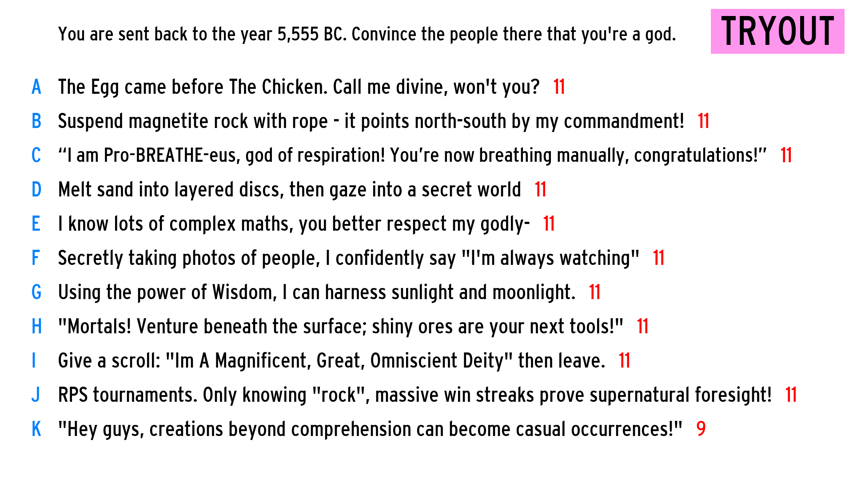 You are sent back to the year 5,555 BC. Convince the people there that you're a god.
TRYOUT
A The Egg came before The Chicken. Call me divine, won't you? 11
B Suspend magnetite rock with rope - it points north-south by my commandment! 11
C “I am Pro-BREATHE-eus, god of respiration! You’re now breathing manually, congratulations!” 11
D Melt sand into layered discs, then gaze into a secret world 11
E I know lots of complex maths, you better respect my godly- 11
F Secretly taking photos of people, I confidently say "I'm always watching" 11
G Using the power of Wisdom, I can harness sunlight and moonlight. 11
H "Mortals! Venture beneath the surface; shiny ores are your next tools!" 11
I Give a scroll: "Im A Magnificent, Great, Omniscient Deity" then leave. 11
J RPS tournaments. Only knowing "rock", massive win streaks prove supernatural foresight! 11
K "Hey guys, creations beyond comprehension can become casual occurrences!" 9